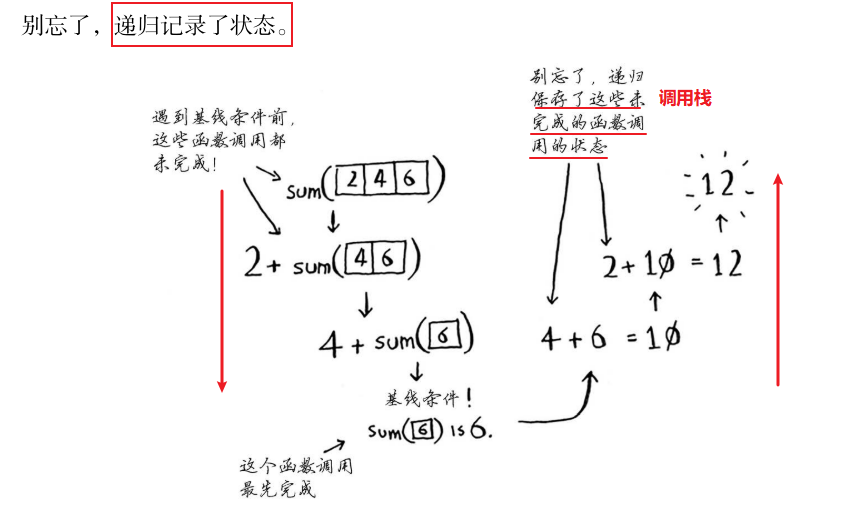 别忘了，递归记录了状态。
遇到基线条件前，
这些函数调用都
未完成！
sum(2 4 6)
2+ sum(4 6)
4 + sum(6)
基线条件！
sum(6) is 6.
这个函数调用
最先完成
别忘了，递归
保存了这些未
完成的函数调
用的状态
调用栈
12
2+10 = 12
4+6 = 10